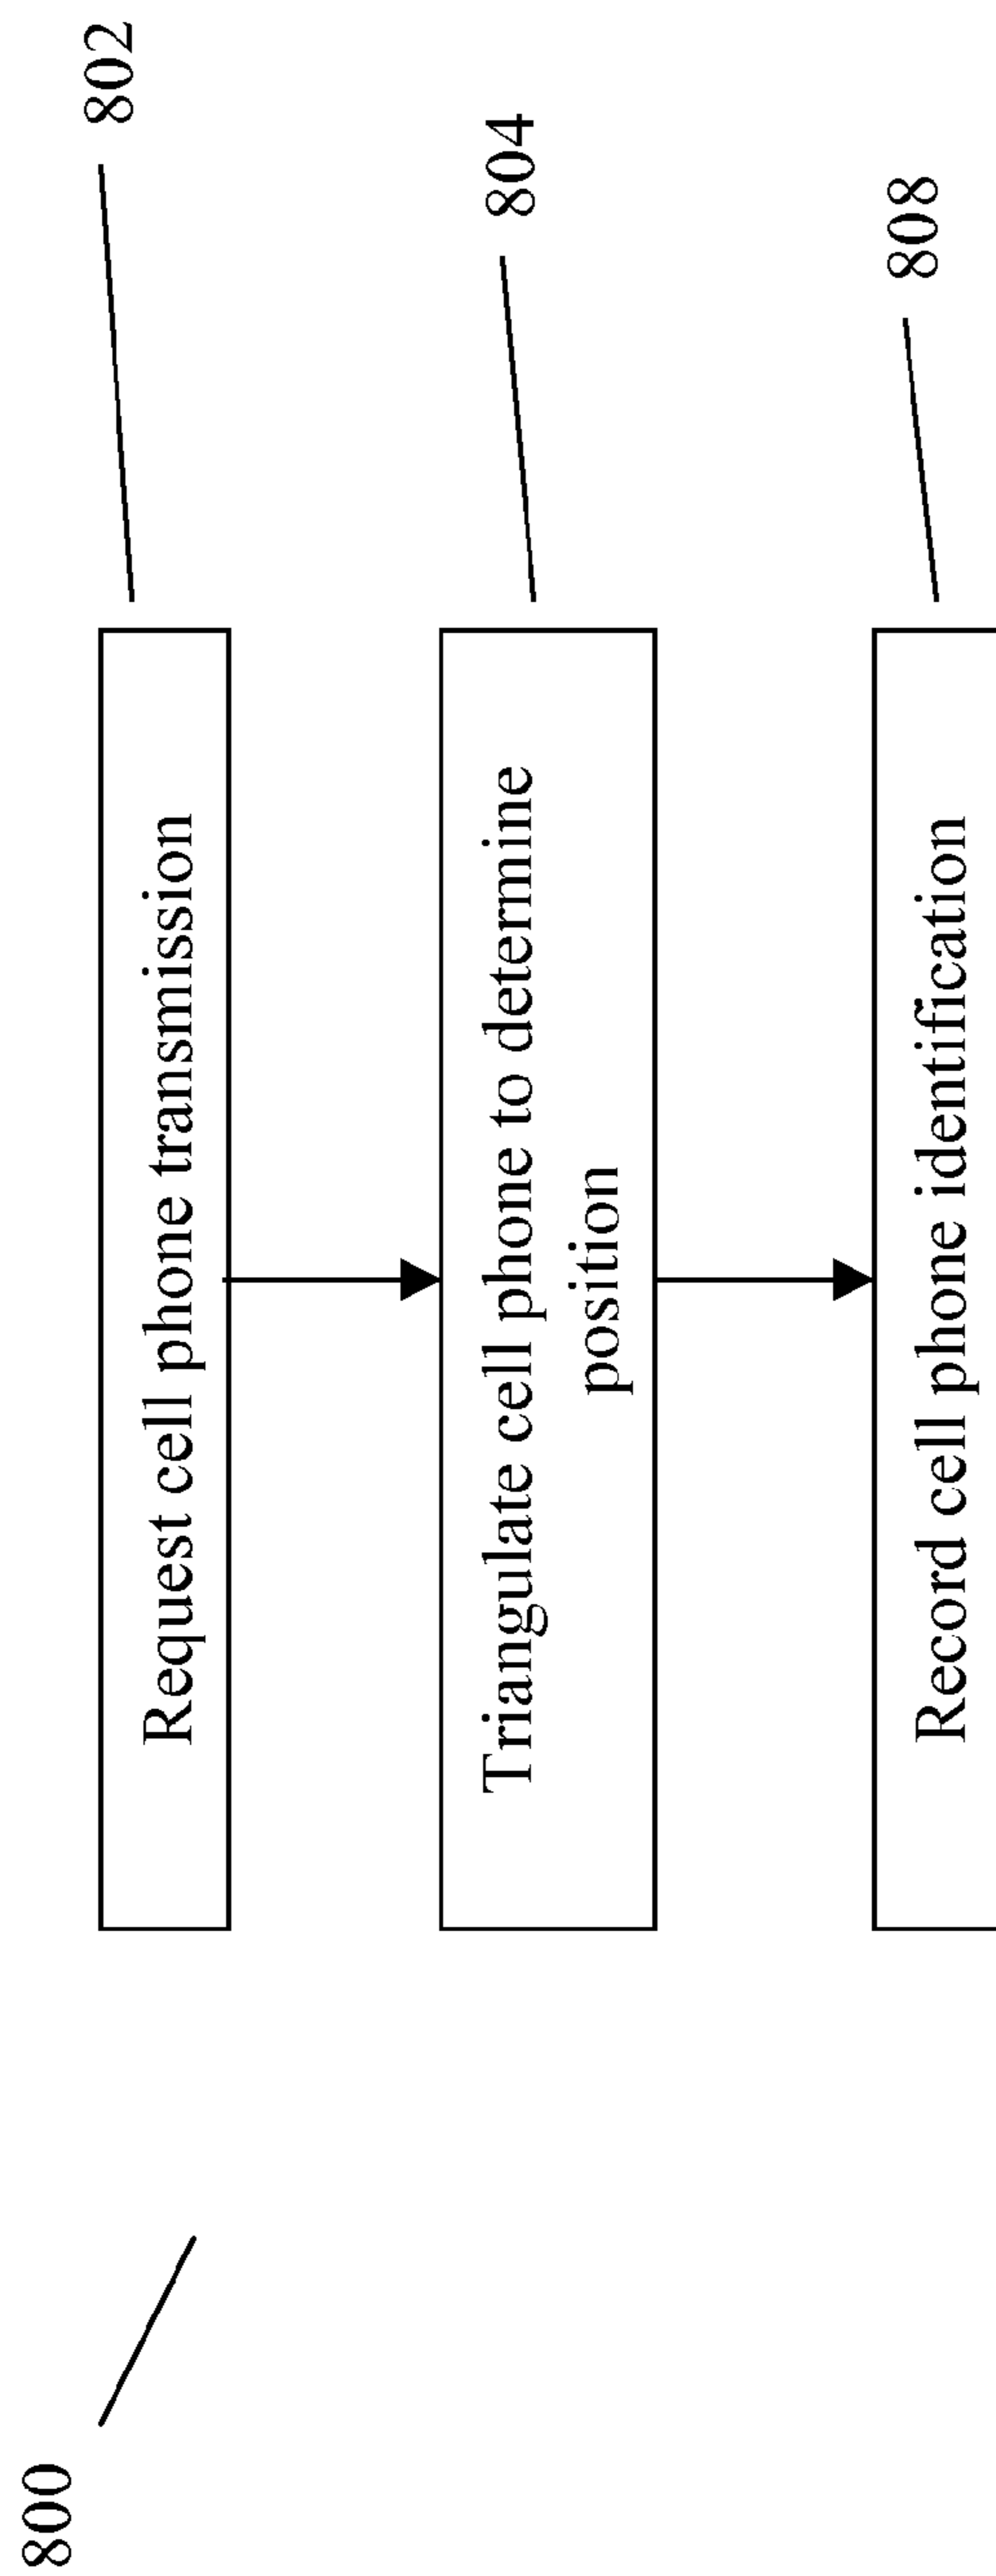 800
802
Request cell phone transmission
804
Triangulate cell phone to determine
position
808
Record cell phone identification